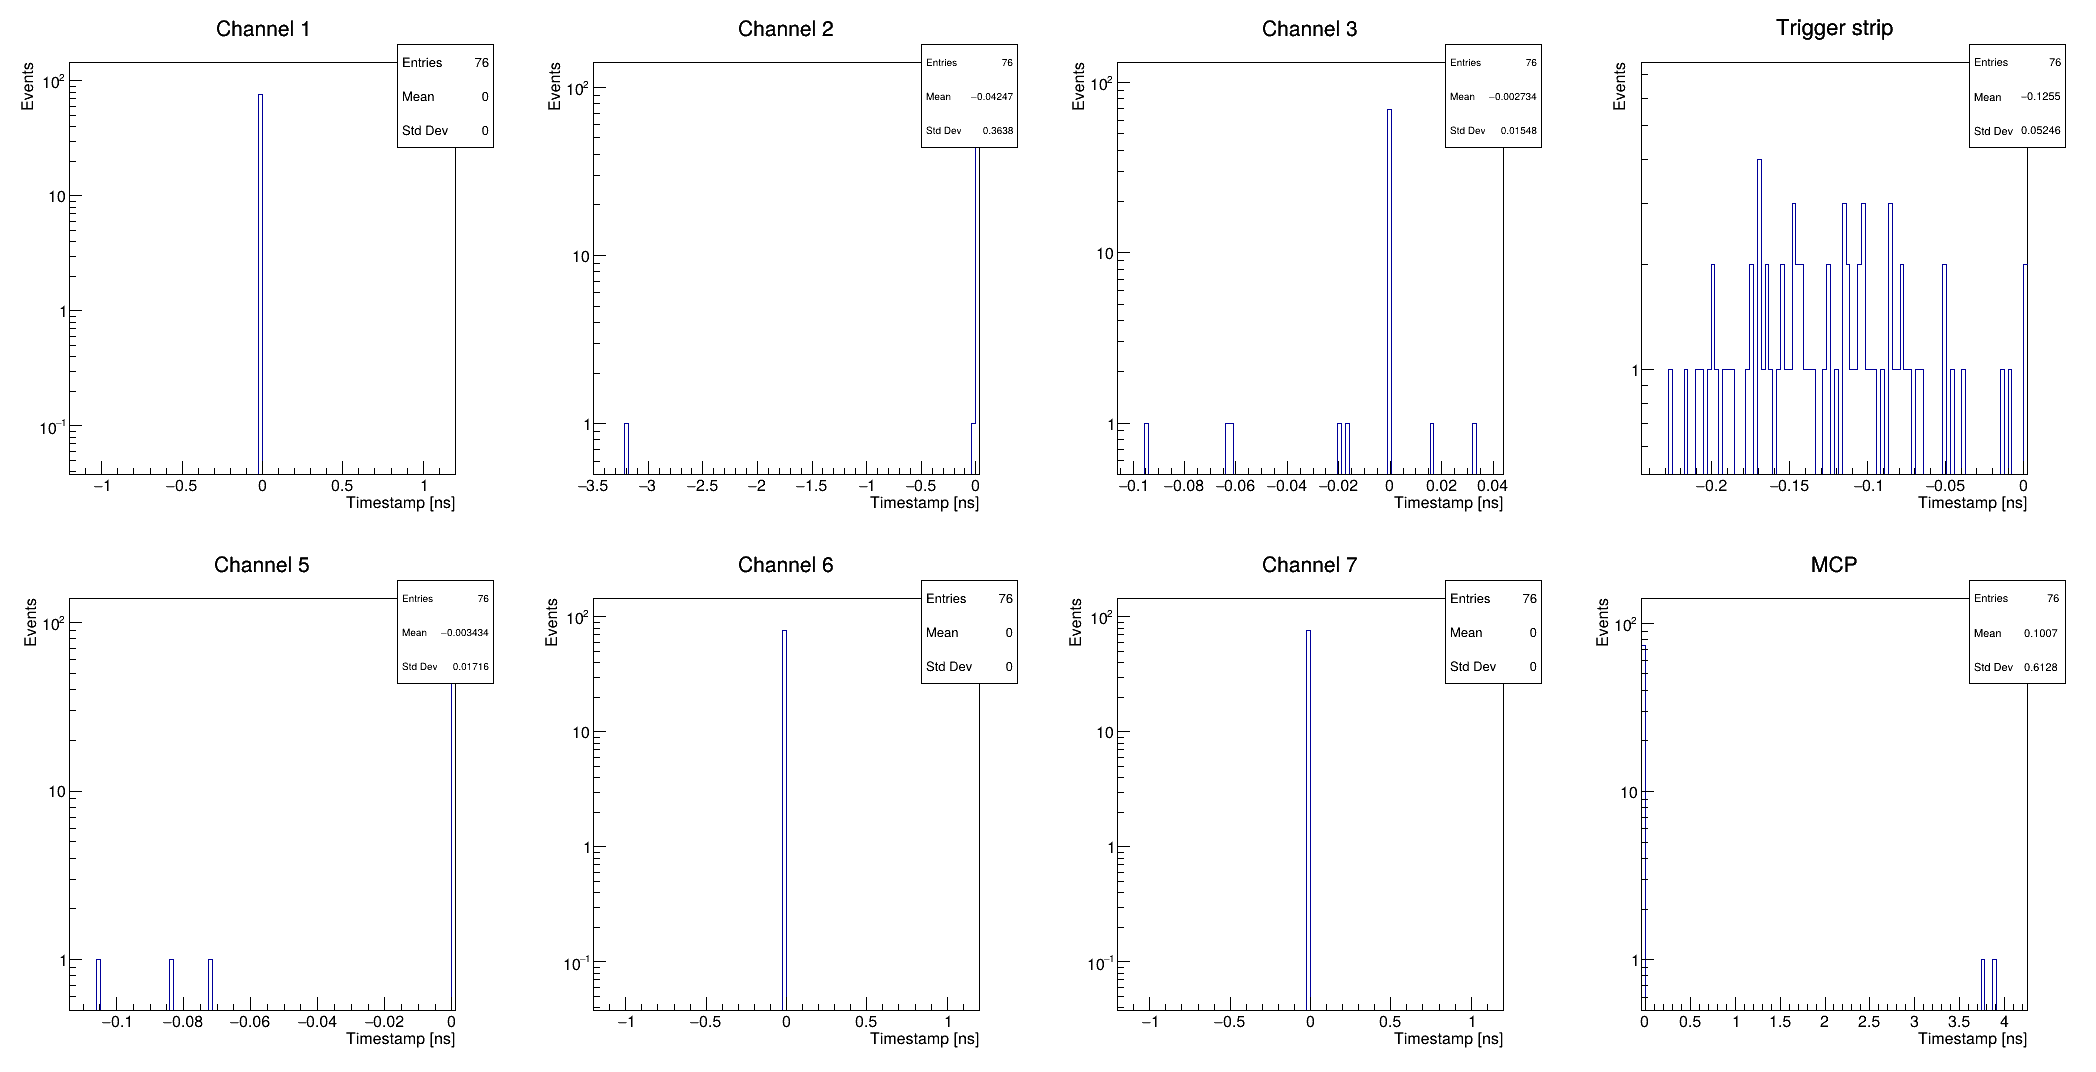 Channel 1
Events
Entries 76
Mean 0
Std Dev 0
10²
10
1
10⁻¹
−1 −0.5 0 0.5 1
Timestamp [ns]
Channel 2
Events
Entries 76
Mean −0.04247
Std Dev 0.3638
10²
10
1
−3.5 −3 −2.5 −2 −1.5 −1 −0.5 0
Timestamp [ns]
Channel 3
Events
Entries 76
Mean −0.002734
Std Dev 0.01548
10²
10
1
−0.1 −0.08 −0.06 −0.04 −0.02 0 0.02 0.04
Timestamp [ns]
Trigger strip
Events
Entries 76
Mean −0.1255
Std Dev 0.05246
1
−0.2 −0.15 −0.1 −0.05 0
Timestamp [ns]
Channel 5
Events
Entries 76
Mean −0.003434
Std Dev 0.01716
10²
10
1
−0.1 −0.08 −0.06 −0.04 −0.02 0
Timestamp [ns]
Channel 6
Events
Entries 76
Mean 0
Std Dev 0
10²
10
1
10⁻¹
−1 −0.5 0 0.5 1
Timestamp [ns]
Channel 7
Events
Entries 76
Mean 0
Std Dev 0
10²
10
1
10⁻¹
−1 −0.5 0 0.5 1
Timestamp [ns]
MCP
Events
Entries 76
Mean 0.1007
Std Dev 0.6128
10²
10
1
0 0.5 1 1.5 2 2.5 3 3.5 4
Timestamp [ns]